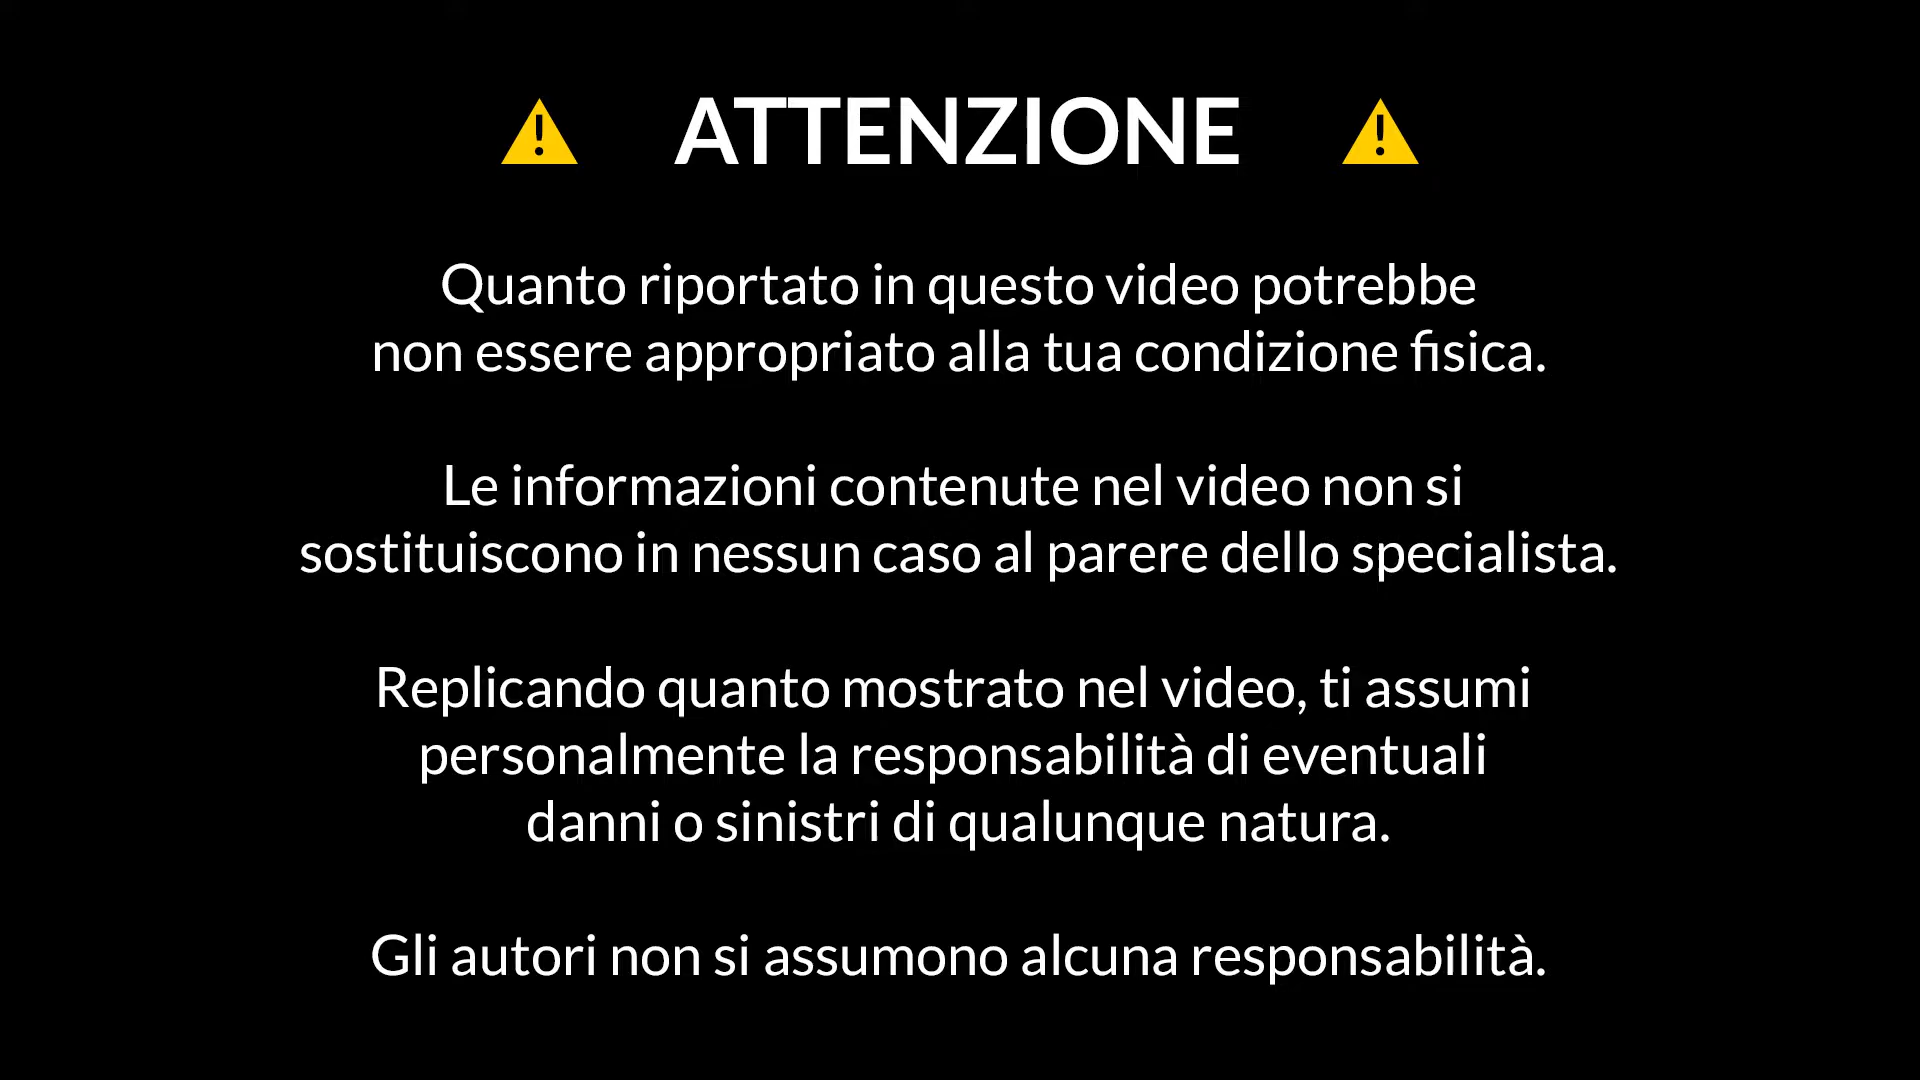 ATTENZIONE
Quanto riportato in questo video potrebbe
non essere appropriato alla tua condizione fisica.
Le informazioni contenute nel video non si
sostituiscono in nessun caso al parere dello specialista.
Replicando quanto mostrato nel video, ti assumi
personalmente la responsabilità di eventuali
danni o sinistri di qualunque natura.
Gli autori non si assumono alcuna responsabilità.